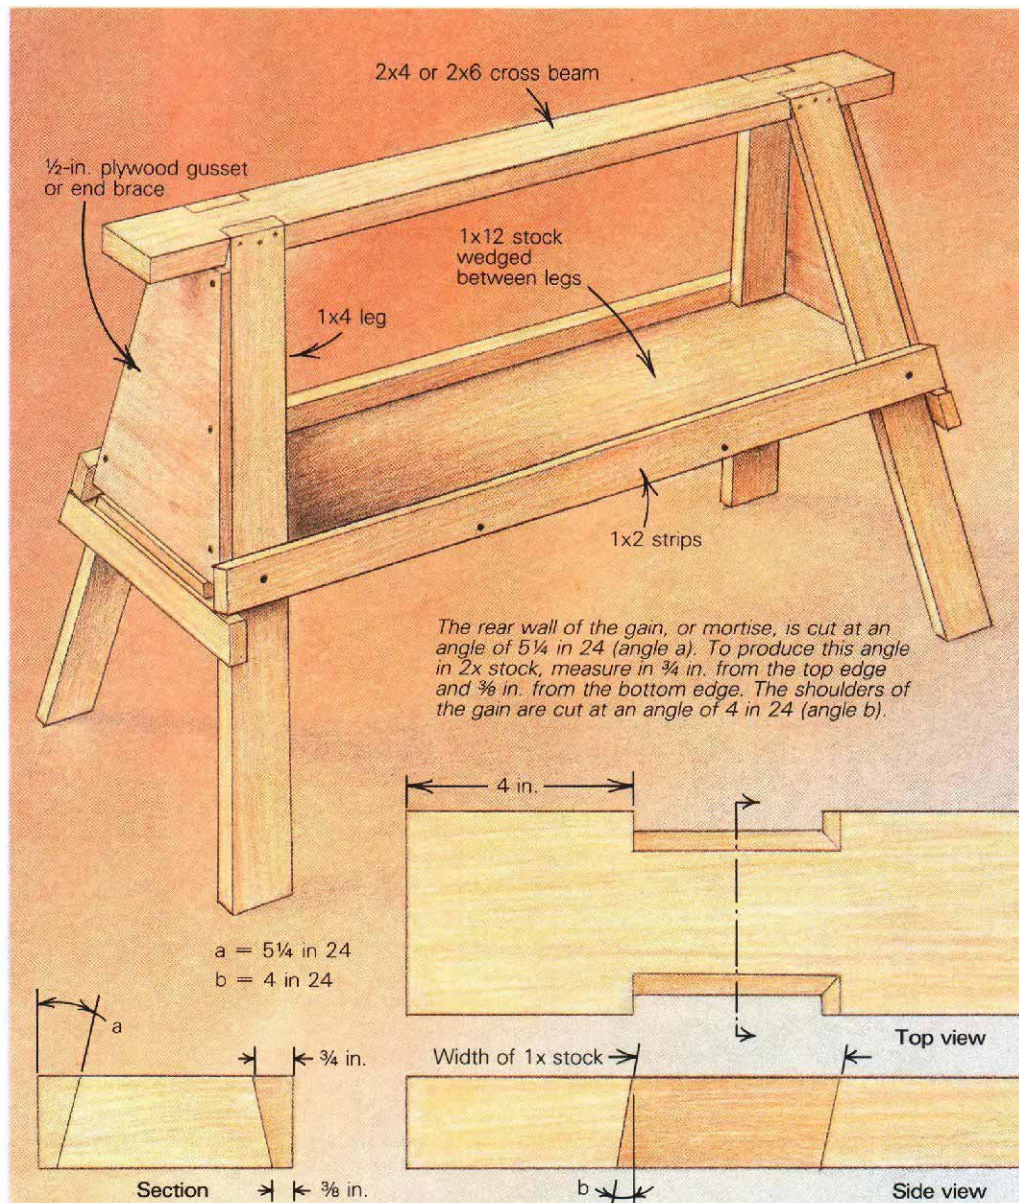 2x4 or 2x6 cross beam
½-in. plywood gusset
or end brace
1x12 stock
wedged
between legs
1x4 leg
1x2 strips
The rear wall of the gain, or mortise, is cut at an
angle of 5¼ in 24 (angle a). To produce this angle
in 2x stock, measure in ¾ in. from the top edge
and ⅜ in. from the bottom edge. The shoulders of
the gain are cut at an angle of 4 in 24 (angle b).
4 in.
a = 5¼ in 24
b = 4 in 24
a
¾ in.
Top view
Width of 1x stock
Section
⅜ in.
b
Side view